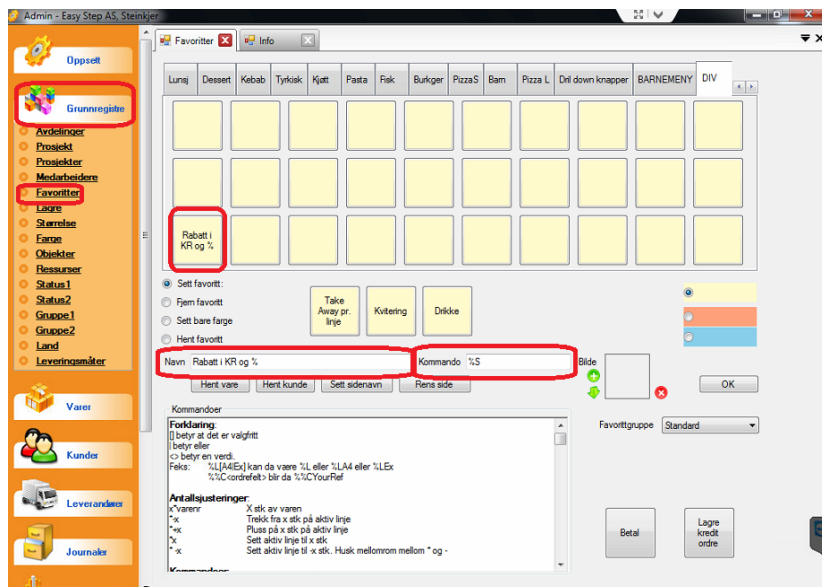 Admin - Easy Step AS, Steinkjer
Oppsett
Grunnregistre
Avdelinger
Prosjekt
Prosjekter
Medarbeidere
Favoritter
Lagre
Størrelse
Farge
Objekter
Ressurser
Status1
Status2
Gruppe1
Gruppe2
Land
Leveringsmåter
Varer
Kunder
Leverandører
Journaler
Favoritter Info
Lunsj Dessert Kebab Tyrkisk Kjøtt Pasta Fisk Burkger PizzaS Barn Pizza L Dril down knapper BARNEMENY DIV
Rabatt i
KR og %
Sett favoritt:
Fjern favoritt
Sett bare farge
Hent favoritt
Take
Away pr.
linje
Kvitering
Drikke
Navn Rabatt i KR og % Kommando %S Bilde
Hent vare Hent kunde Sett sidenavn Rens side OK
Kommandoer
Favorittgruppe Standard
Forklaring:
[] betyr at det er valgfritt
| betyr eller
<> betyr en verdi.
Feks: %L[A4|Ex] kan da være %L eller %LA4 eller %LEx
%%C<ordrefelt> blir da %%CYourRef
Antallsjusteringer:
x*varenr X stk av varen
*-x Trekk fra x stk på aktiv linje
*+x Pluss på x stk på aktiv linje
*x Sett aktiv linje til x stk
* -x Sett aktiv linje til -x stk. Husk mellomrom mellom * og -
Kommandoer:
Betal
Lagre
kredit
ordre